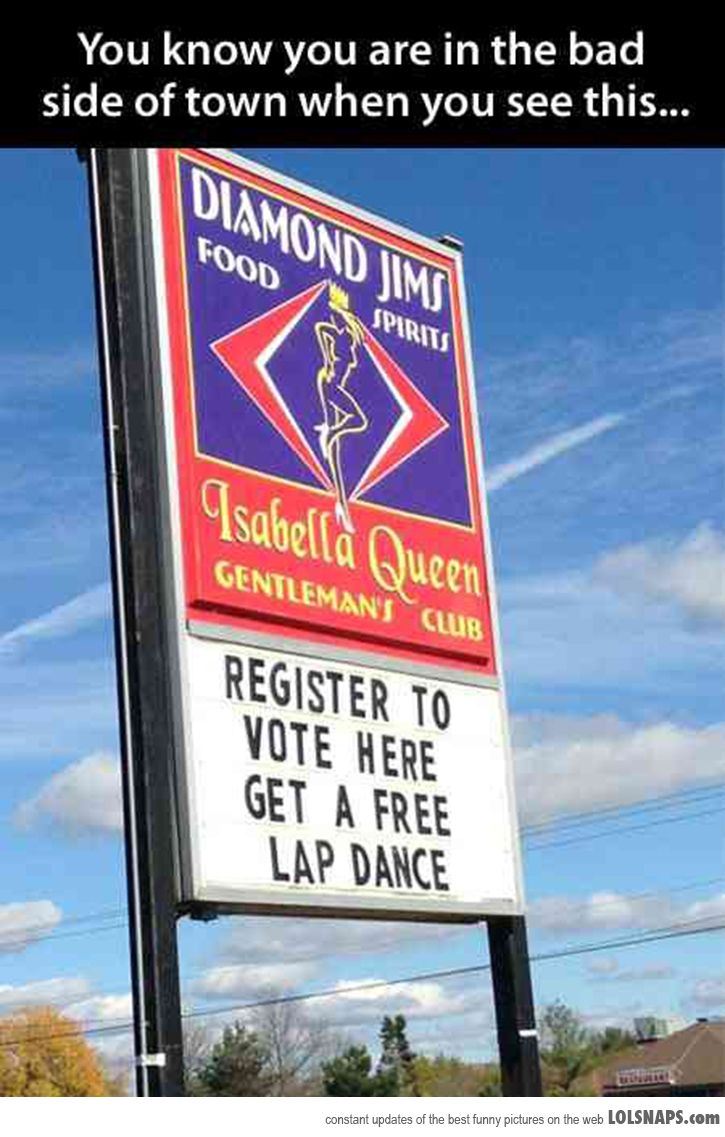 You know you are in the bad
side of town when you see this...
DIAMOND JIMS
FOOD
SPIRITS
Isabella Queen
GENTLEMAN'S CLUB
REGISTER TO
VOTE HERE
GET A FREE
LAP DANCE
constant updates of the best funny pictures on the web LOLSNAPS.com